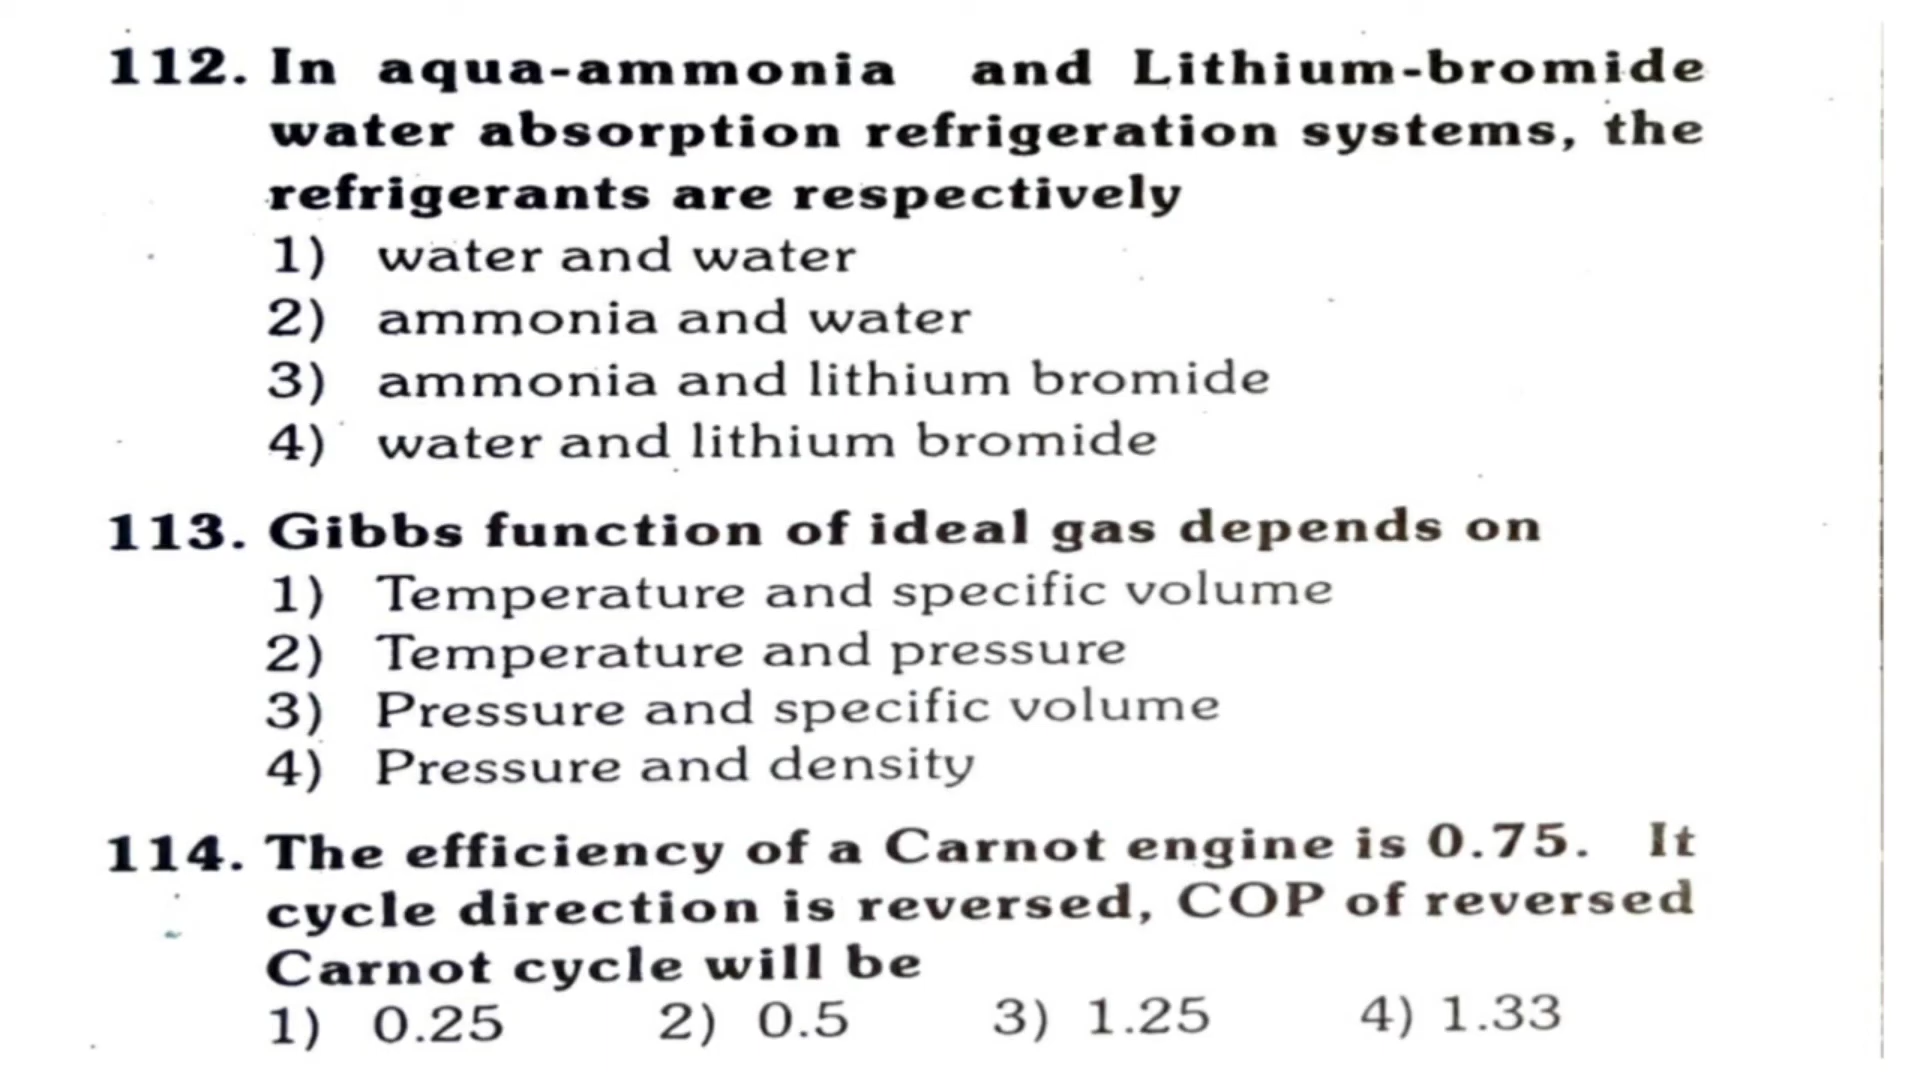 112. In aqua-ammonia and Lithium-bromide
water absorption refrigeration systems, the
refrigerants are respectively
1) water and water
2) ammonia and water
3) ammonia and lithium bromide
4) water and lithium bromide
113. Gibbs function of ideal gas depends on
1) Temperature and specific volume
2) Temperature and pressure
3) Pressure and specific volume
4) Pressure and density
114. The efficiency of a Carnot engine is 0.75. It
cycle direction is reversed, COP of reversed
Carnot cycle will be
1) 0.25 2) 0.5 3) 1.25 4) 1.33